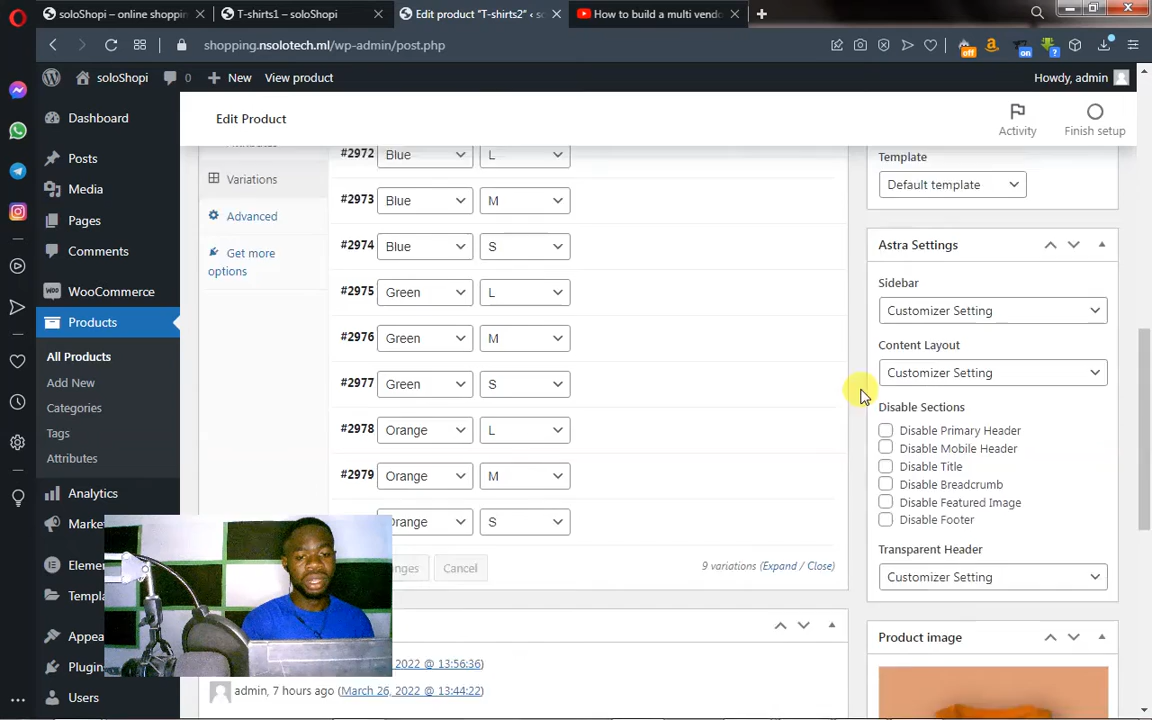 soloShopi – online shoppin
T-shirts1 – soloShopi
Edit product "T-shirts2" ‹ s
How to build a multi vendo
shopping.nsolotech.ml/wp-admin/post.php
off
on
?
soloShopi
0
New
View product
Howdy, admin
Edit Product
Activity
Finish setup
Dashboard
Posts
Media
Pages
Comments
WooCommerce
Products
All Products
Add New
Categories
Tags
Attributes
Analytics
Marke
Eleme
Templa
Appea
Plugin
Users
Variations
Advanced
Get more
options
#2972 Blue L
#2973 Blue M
#2974 Blue S
#2975 Green L
#2976 Green M
#2977 Green S
#2978 Orange L
#2979 Orange M
Orange S
nges
Cancel
9 variations (Expand / Close)
2022 @ 13:56:36)
admin, 7 hours ago (March 26, 2022 @ 13:44:22)
Template
Default template
Astra Settings
Sidebar
Customizer Setting
Content Layout
Customizer Setting
Disable Sections
Disable Primary Header
Disable Mobile Header
Disable Title
Disable Breadcrumb
Disable Featured Image
Disable Footer
Transparent Header
Customizer Setting
Product image